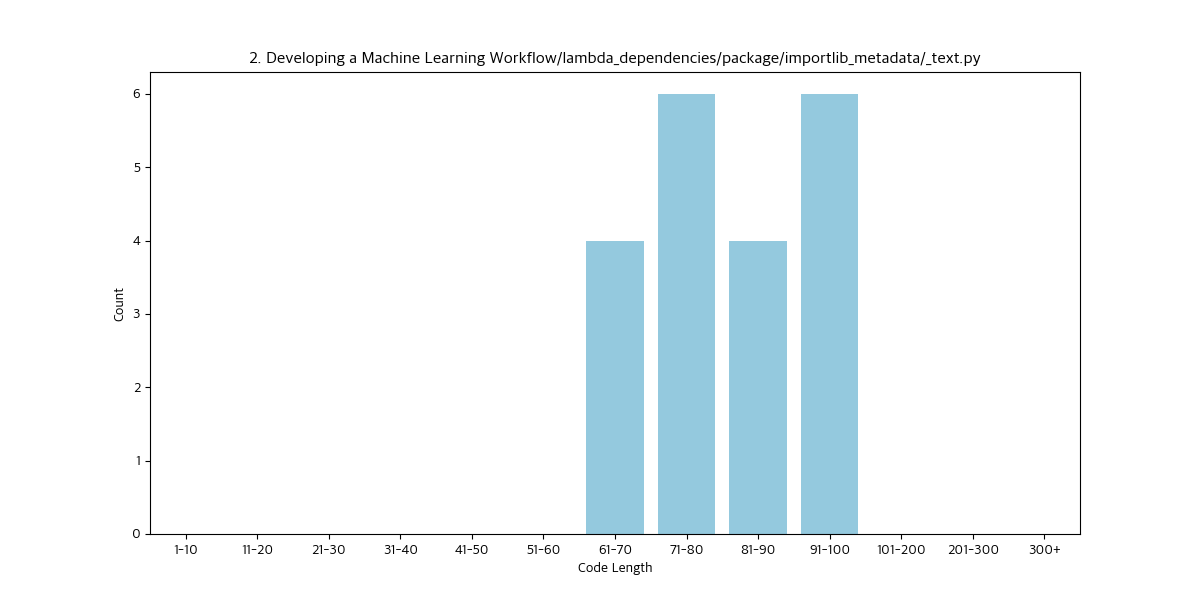 2. Developing a Machine Learning Workflow/lambda_dependencies/package/importlib_metadata/_text.py
6
5
4
3
2
1
0
Count
1-10 11-20 21-30 31-40 41-50 51-60 61-70 71-80 81-90 91-100 101-200 201-300 300+
Code Length